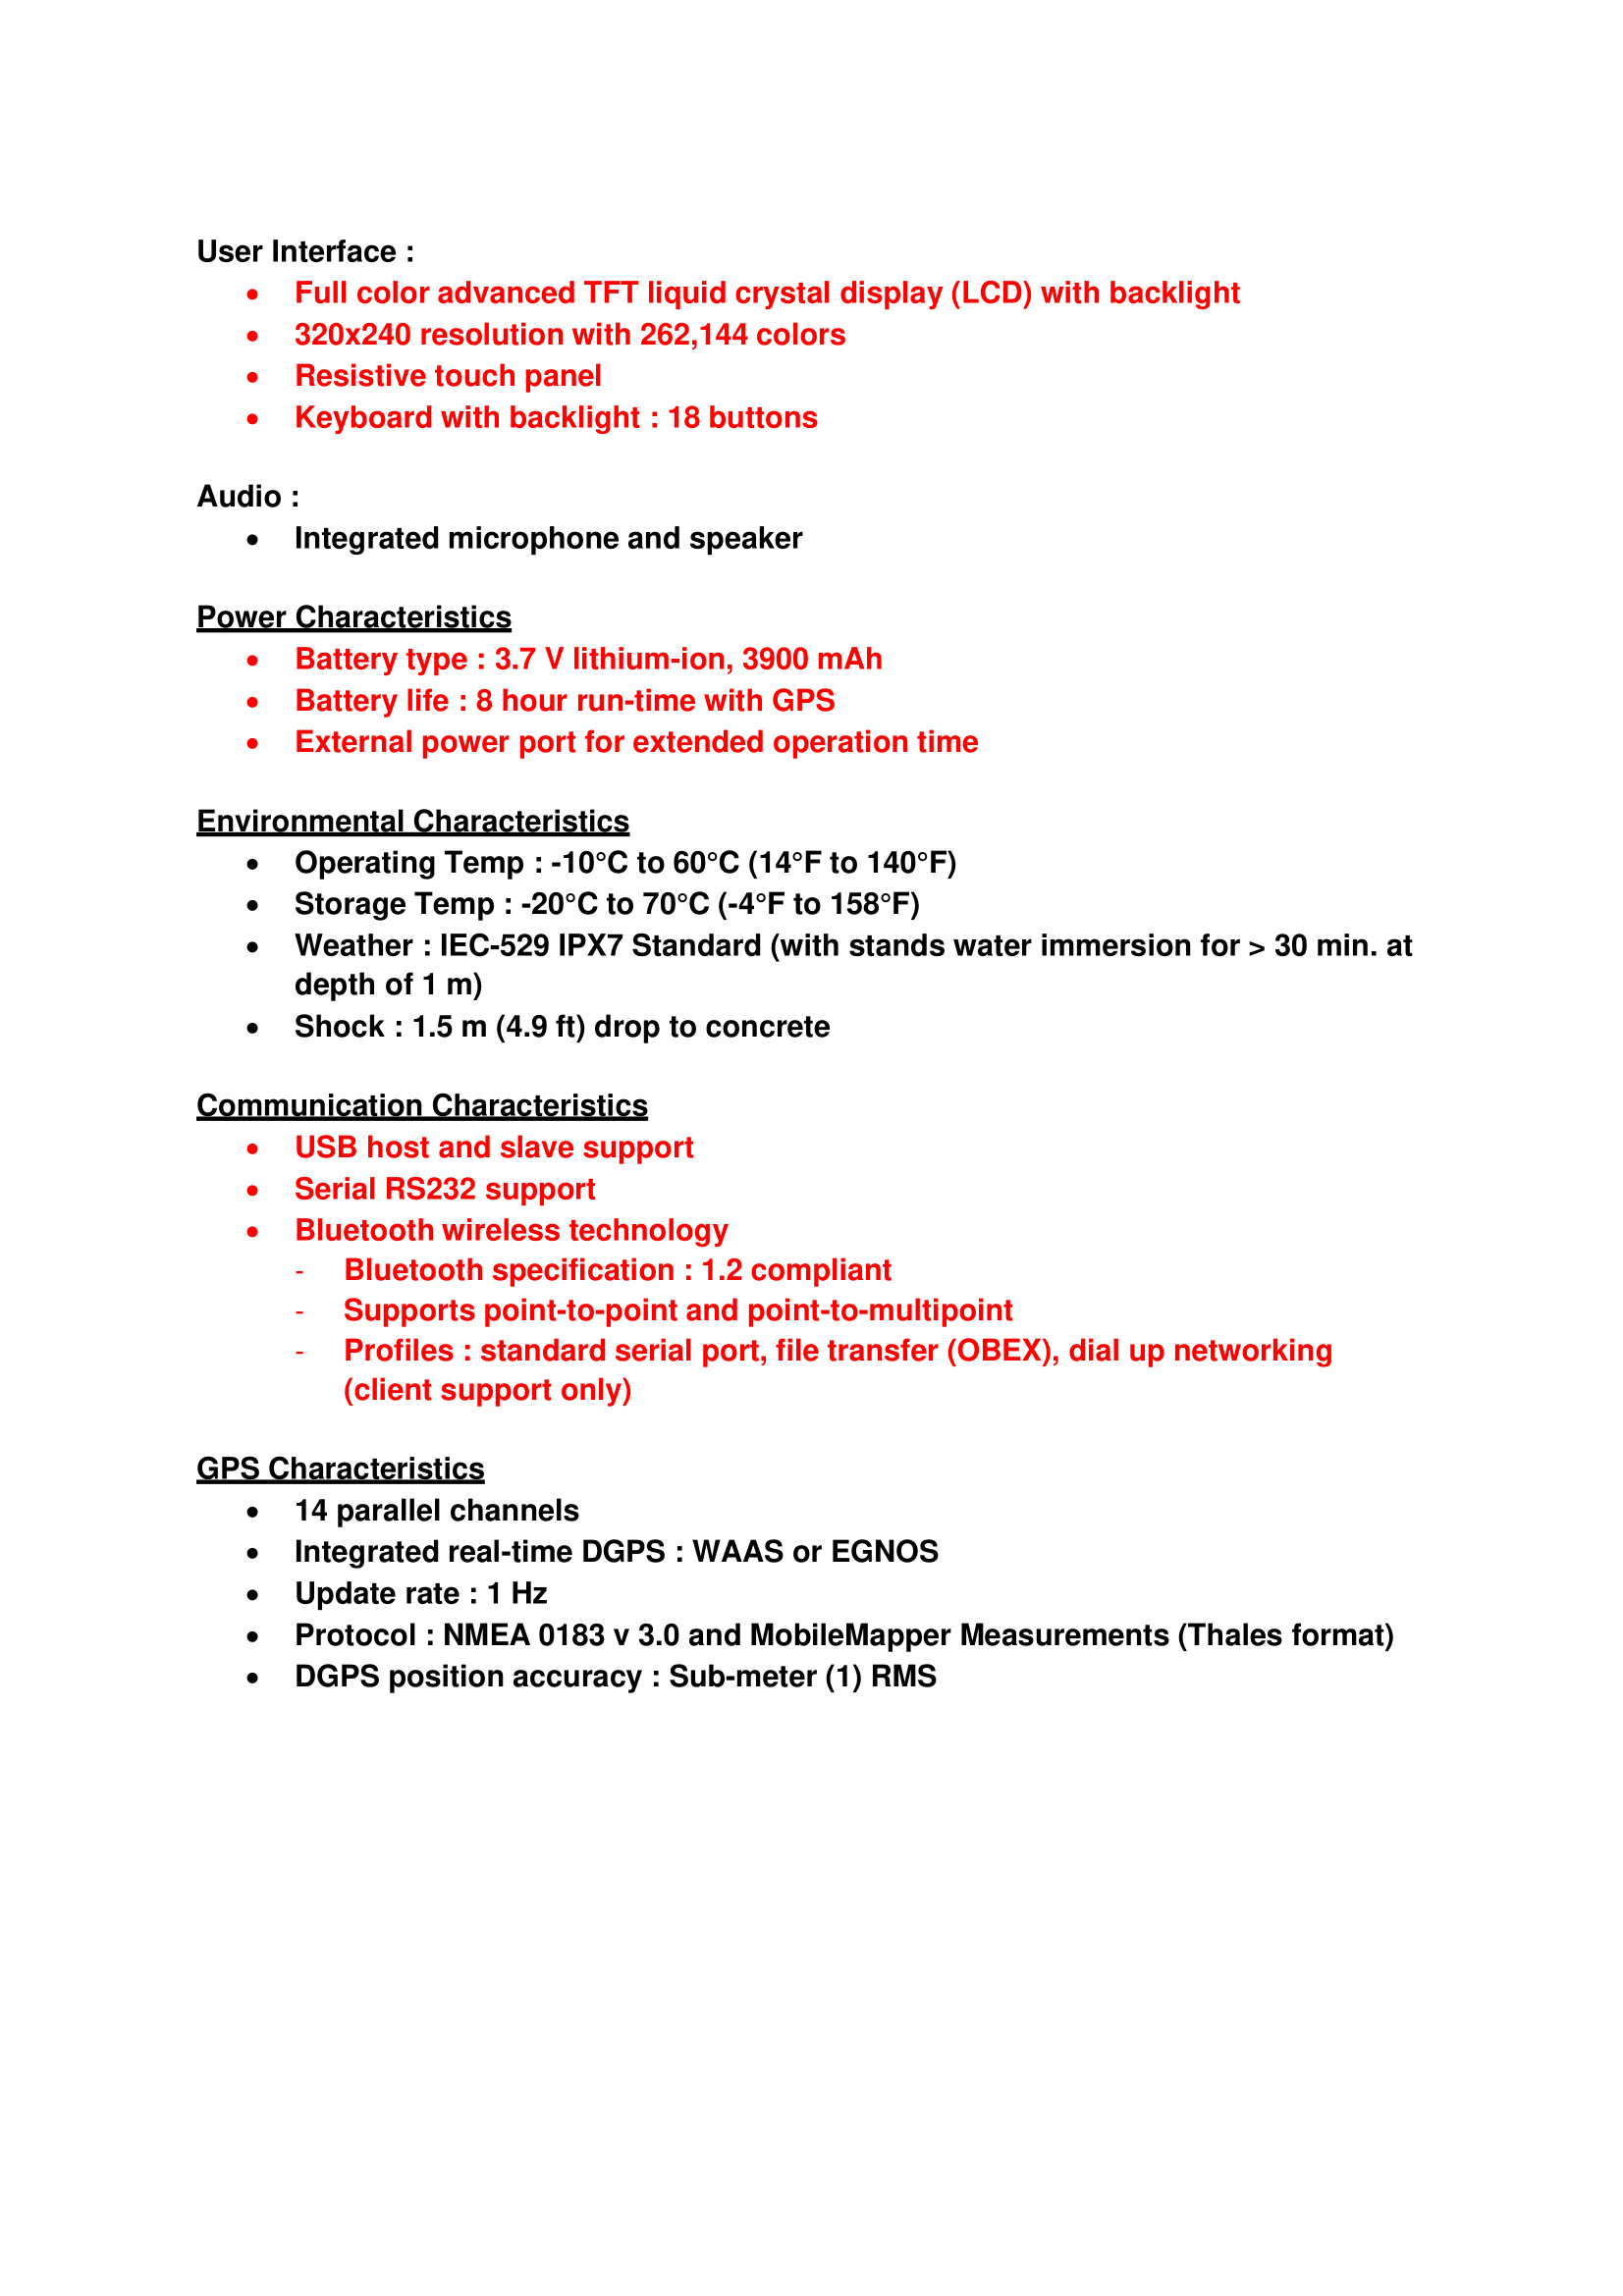 User Interface :
• Full color advanced TFT liquid crystal display (LCD) with backlight
• 320x240 resolution with 262,144 colors
• Resistive touch panel
• Keyboard with backlight : 18 buttons
Audio :
• Integrated microphone and speaker
Power Characteristics
• Battery type : 3.7 V lithium-ion, 3900 mAh
• Battery life : 8 hour run-time with GPS
• External power port for extended operation time
Environmental Characteristics
• Operating Temp : -10°C to 60°C (14°F to 140°F)
• Storage Temp : -20°C to 70°C (-4°F to 158°F)
• Weather : IEC-529 IPX7 Standard (with stands water immersion for > 30 min. at
depth of 1 m)
• Shock : 1.5 m (4.9 ft) drop to concrete
Communication Characteristics
• USB host and slave support
• Serial RS232 support
• Bluetooth wireless technology
- Bluetooth specification : 1.2 compliant
- Supports point-to-point and point-to-multipoint
- Profiles : standard serial port, file transfer (OBEX), dial up networking
(client support only)
GPS Characteristics
• 14 parallel channels
• Integrated real-time DGPS : WAAS or EGNOS
• Update rate : 1 Hz
• Protocol : NMEA 0183 v 3.0 and MobileMapper Measurements (Thales format)
• DGPS position accuracy : Sub-meter (1) RMS